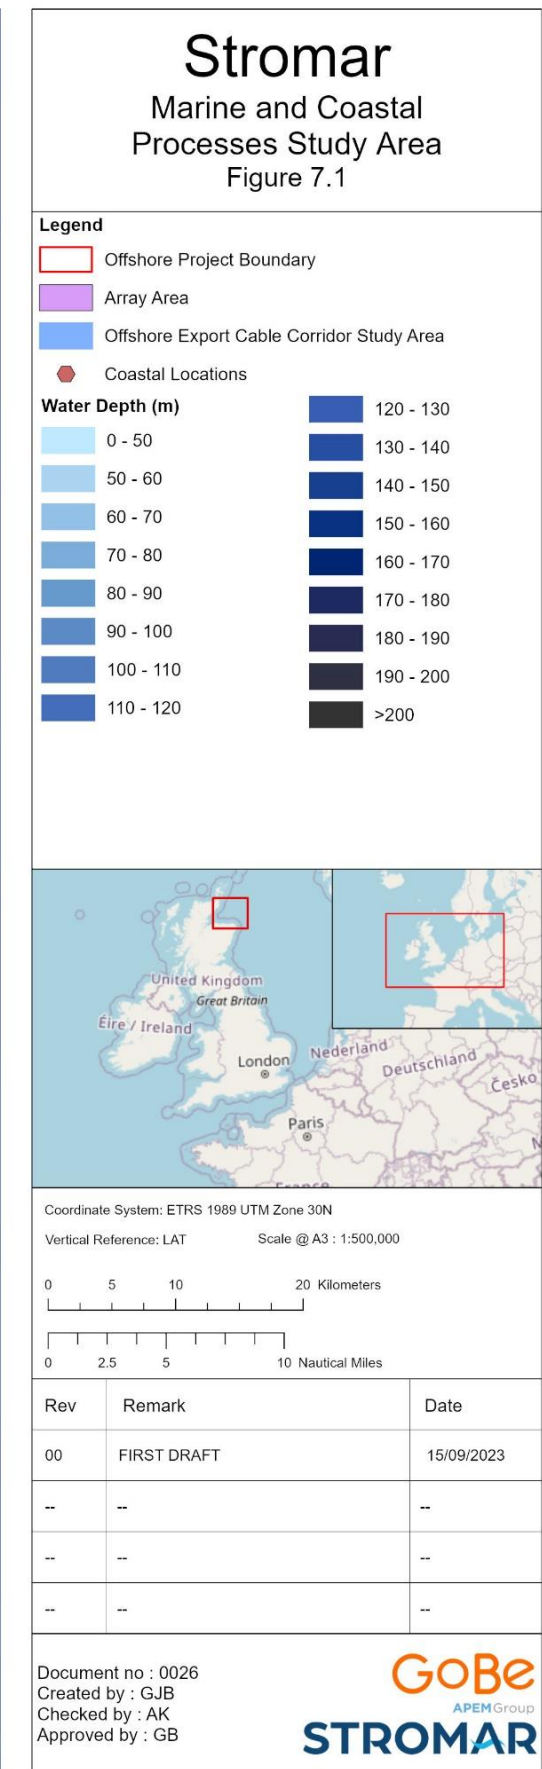 Stromar
Marine and Coastal
Processes Study Area
Figure 7.1
Legend
Offshore Project Boundary
Array Area
Offshore Export Cable Corridor Study Area
Coastal Locations
Water Depth (m)
0 - 50
50 - 60
60 - 70
70 - 80
80 - 90
90 - 100
100 - 110
110 - 120
120 - 130
130 - 140
140 - 150
150 - 160
160 - 170
170 - 180
180 - 190
190 - 200
>200
United Kingdom
Great Britain
Éire / Ireland
London
Nederland
Deutschland
Česko
Paris
France
Coordinate System: ETRS 1989 UTM Zone 30N
Vertical Reference: LAT Scale @ A3 : 1:500,000
0 5 10 20 Kilometers
0 2.5 5 10 Nautical Miles
Rev Remark Date
00 FIRST DRAFT 15/09/2023
-- -- --
-- -- --
-- -- --
Document no : 0026
Created by : GJB
Checked by : AK
Approved by : GB
GoBe
APEMGroup
STROMAR